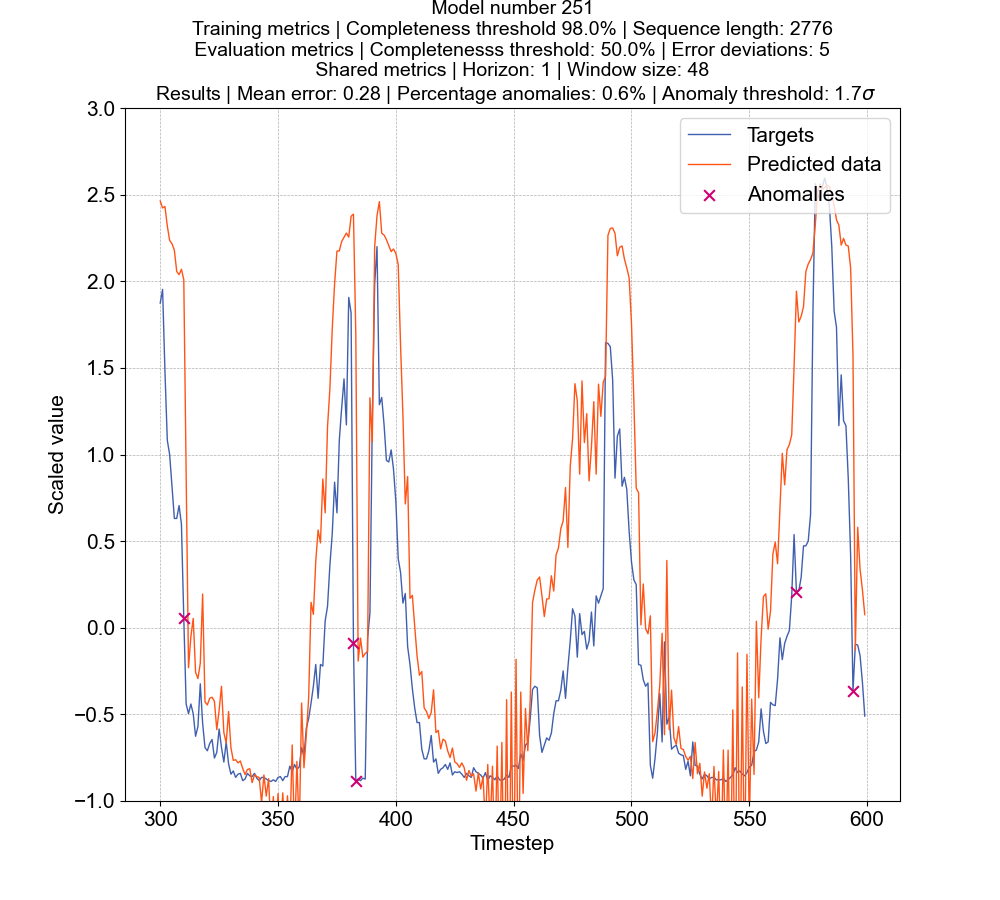 Model number 251
Training metrics | Completeness threshold 98.0% | Sequence length: 2776
Evaluation metrics | Completenesss threshold: 50.0% | Error deviations: 5
Shared metrics | Horizon: 1 | Window size: 48
Results | Mean error: 0.28 | Percentage anomalies: 0.6% | Anomaly threshold: 1.7σ
Targets
Predicted data
Anomalies
3.0
2.5
2.0
1.5
1.0
0.5
0.0
−0.5
−1.0
Scaled value
300 350 400 450 500 550 600
Timestep